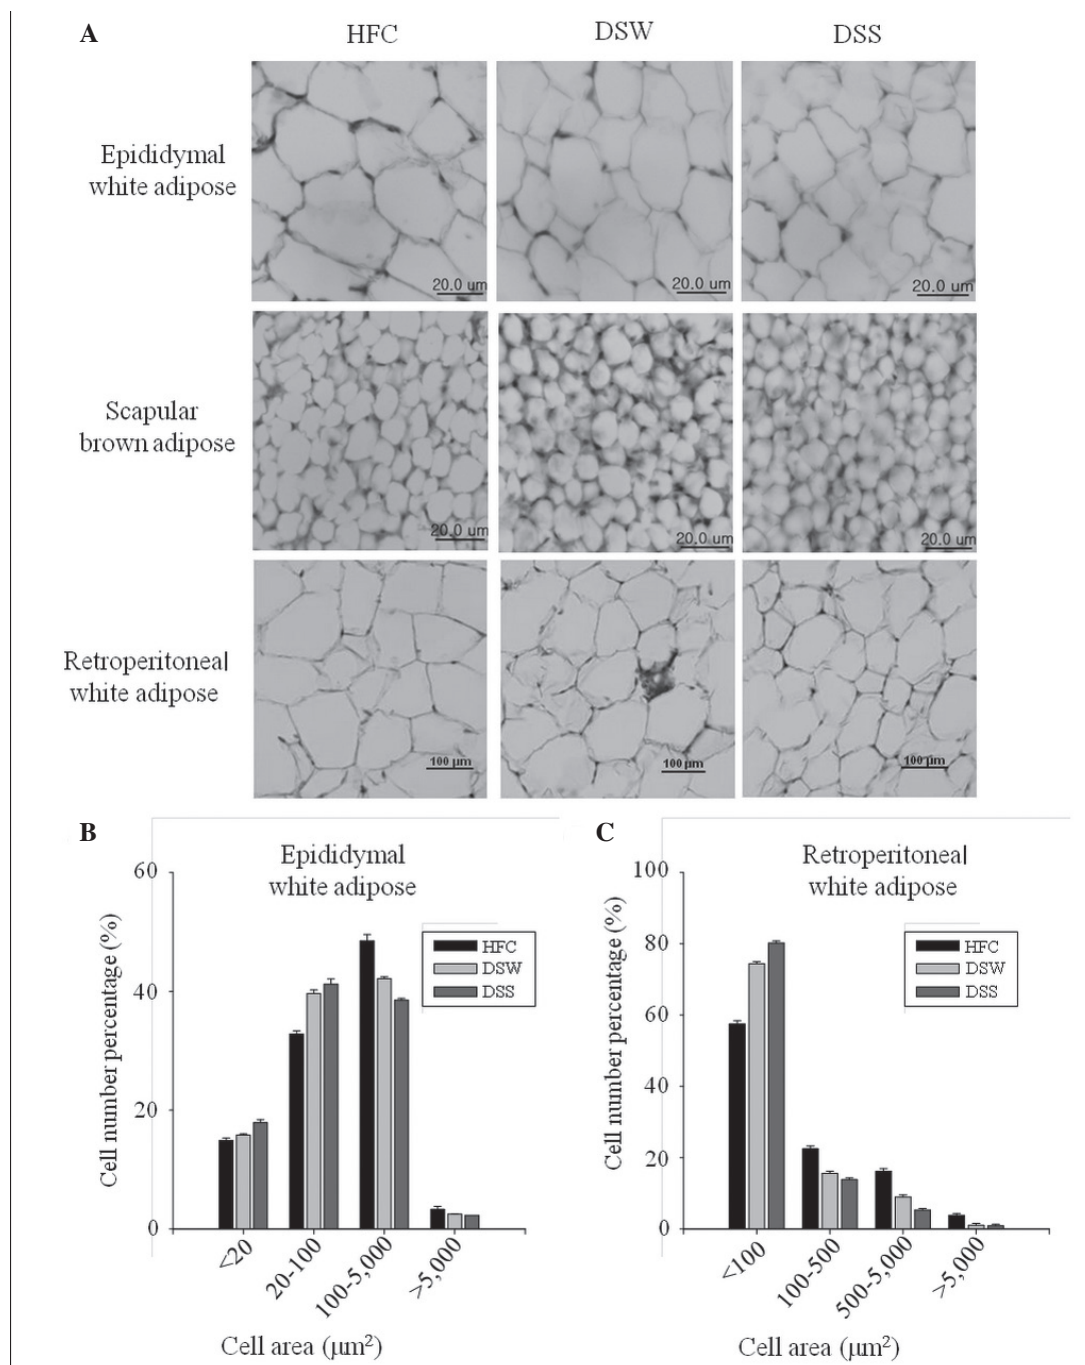 A
HFC
DSW
DSS
Epididymal
white adipose
20.0 um
20.0 um
20.0 um
Scapular
brown adipose
20.0 um
20.0 um
20.0 um
Retroperitoneal
white adipose
100 µm
100 µm
100 µm
B
Epididymal
white adipose
Cell number percentage (%)
60
40
20
0
HFC
DSW
DSS
<20
20-100
100-5,000
>5,000
Cell area (µm²)
C
Retroperitoneal
white adipose
Cell number percentage (%)
100
80
60
40
20
0
HFC
DSW
DSS
<100
100-500
500-5,000
>5,000
Cell area (µm²)